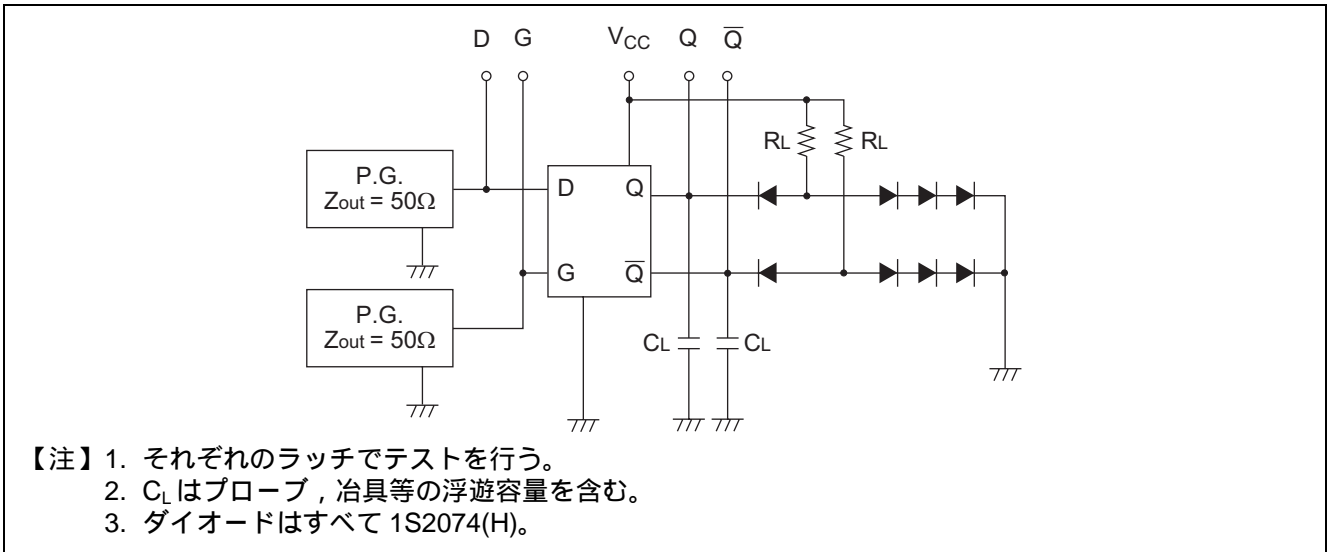 D G V_CC Q Q̅
R_L R_L
P.G.
Zout = 50Ω
D Q
G Q̅
P.G.
Zout = 50Ω
C_L C_L
【注】1. それぞれのラッチでテストを行う。
2. C_L はプローブ , 冶具等の浮遊容量を含む。
3. ダイオードはすべて 1S2074(H)。